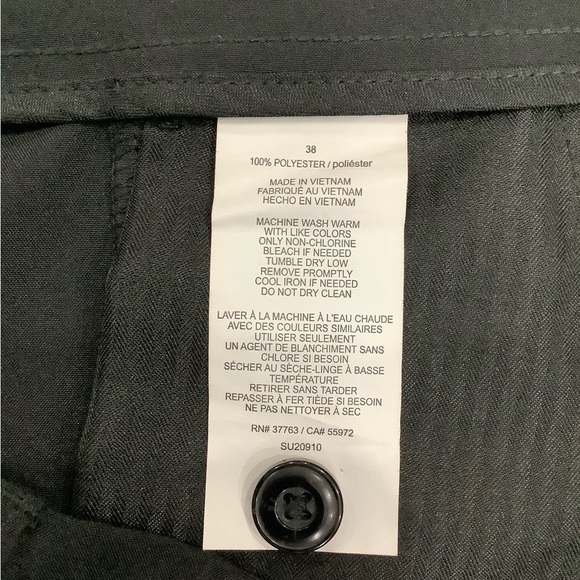 38
100% POLYESTER / poliéster
MADE IN VIETNAM
FABRIQUÉ AU VIETNAM
HECHO EN VIETNAM
MACHINE WASH WARM
WITH LIKE COLORS
ONLY NON-CHLORINE
BLEACH IF NEEDED
TUMBLE DRY LOW
REMOVE PROMPTLY
COOL IRON IF NEEDED
DO NOT DRY CLEAN
LAVER À LA MACHINE À L'EAU CHAUDE
AVEC DES COULEURS SIMILAIRES
UTILISER SEULEMENT
UN AGENT DE BLANCHIMENT SANS
CHLORE SI BESOIN
SÉCHER AU SÈCHE-LINGE À BASSE
TEMPÉRATURE
RETIRER SANS TARDER
REPASSER À FER TIÈDE SI BESOIN
NE PAS NETTOYER À SEC
RN# 37763 / CA# 55972
SU20910